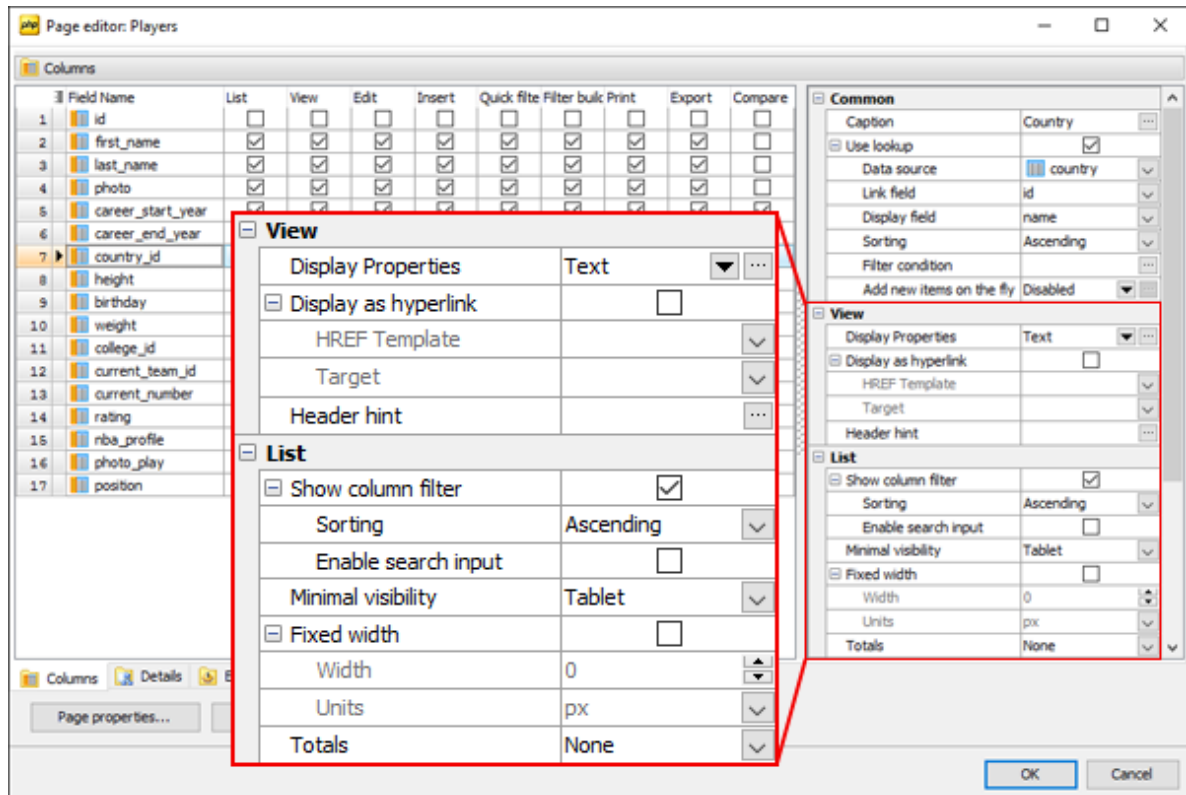 Page editor: Players
Columns
Field Name List View Edit Insert Quick filte Filter builc Print Export Compare
1 id
2 first_name
3 last_name
4 photo
5 career_start_year
6 career_end_year
7 country_id
8 height
9 birthday
10 weight
11 college_id
12 current_team_id
13 current_number
14 rating
15 nba_profile
16 photo_play
17 position
Common
Caption Country
Use lookup
Data source country
Link field id
Display field name
Sorting Ascending
Filter condition
Add new items on the fly Disabled
View
Display Properties Text
Display as hyperlink
HREF Template
Target
Header hint
List
Show column filter
Sorting Ascending
Enable search input
Minimal visibility Tablet
Fixed width
Width 0
Units px
Totals None
View
Display Properties Text
Display as hyperlink
HREF Template
Target
Header hint
List
Show column filter
Sorting Ascending
Enable search input
Minimal visibility Tablet
Fixed width
Width 0
Units px
Totals None
Columns Details
Page properties...
OK Cancel